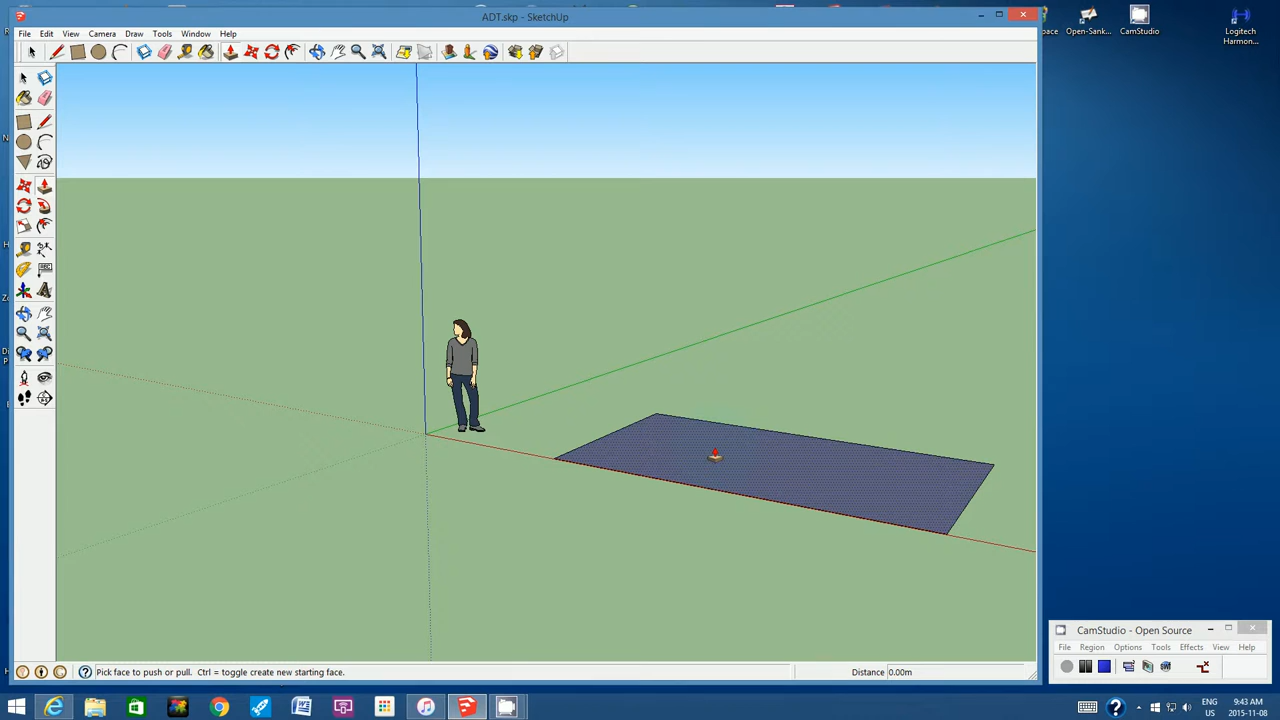 ADT.skp - SketchUp
File Edit View Camera Draw Tools Window Help
space
Open-Sank...
CamStudio
Logitech
Harmon...
CamStudio - Open Source
File Region Options Tools Effects View Help
Pick face to push or pull. Ctrl = toggle create new starting face.
Distance 0.00m
ENG
US
9:43 AM
2015-11-08